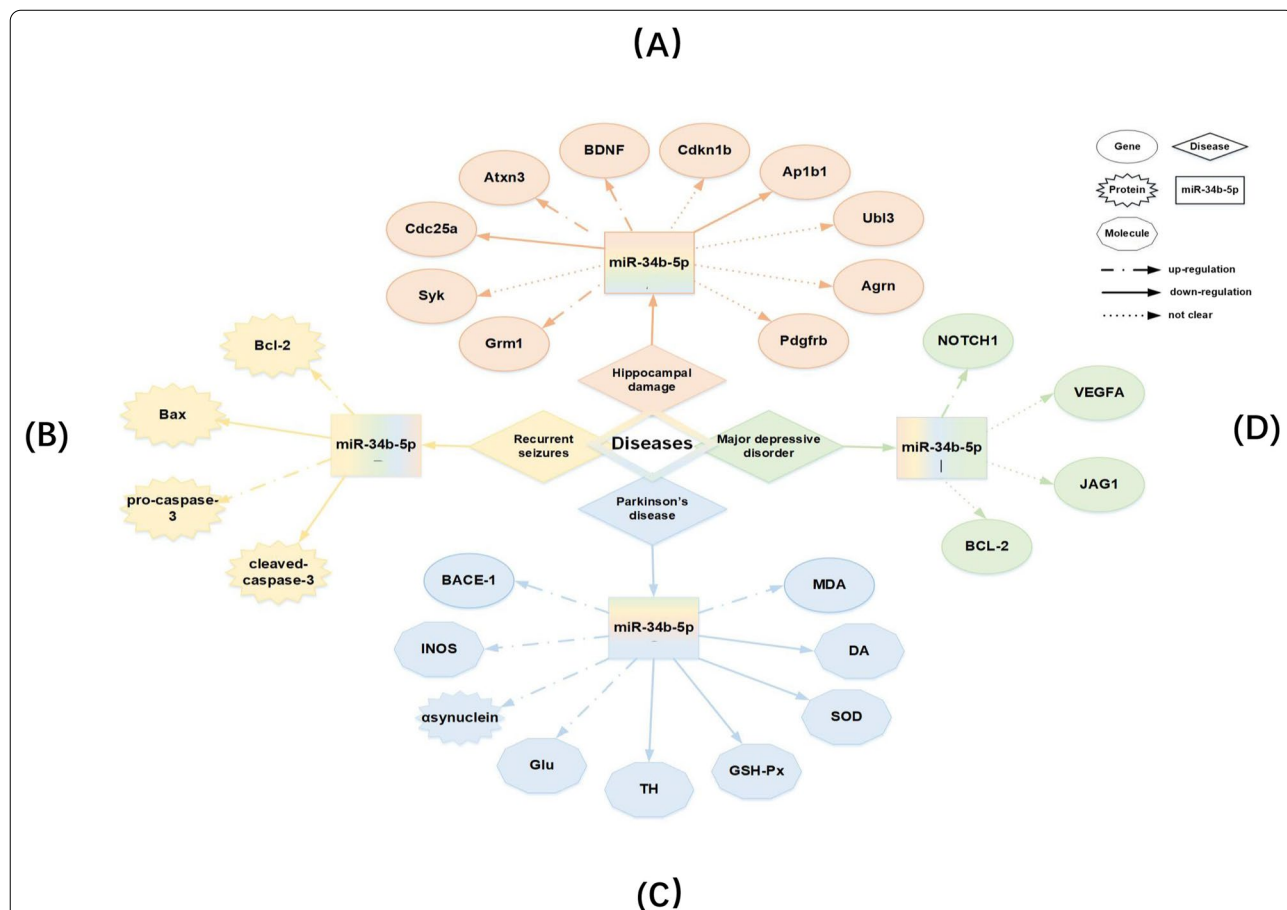 (A)
BDNF
Cdkn1b
Atxn3
Ap1b1
Cdc25a
Ubl3
miR-34b-5p
Syk
Agrn
Grm1
Pdgfrb
Hippocampal
damage
Gene
Disease
Protein
miR-34b-5p
Molecule
up-regulation
down-regulation
not clear
(B)
Bcl-2
Bax
pro-caspase-
3
cleaved-
caspase-3
miR-34b-5p
Recurrent
seizures
Diseases
Major depressive
disorder
Parkinson's
disease
miR-34b-5p
NOTCH1
VEGFA
JAG1
BCL-2
(D)
BACE-1
MDA
miR-34b-5p
INOS
DA
αsynuclein
SOD
Glu
GSH-Px
TH
(C)